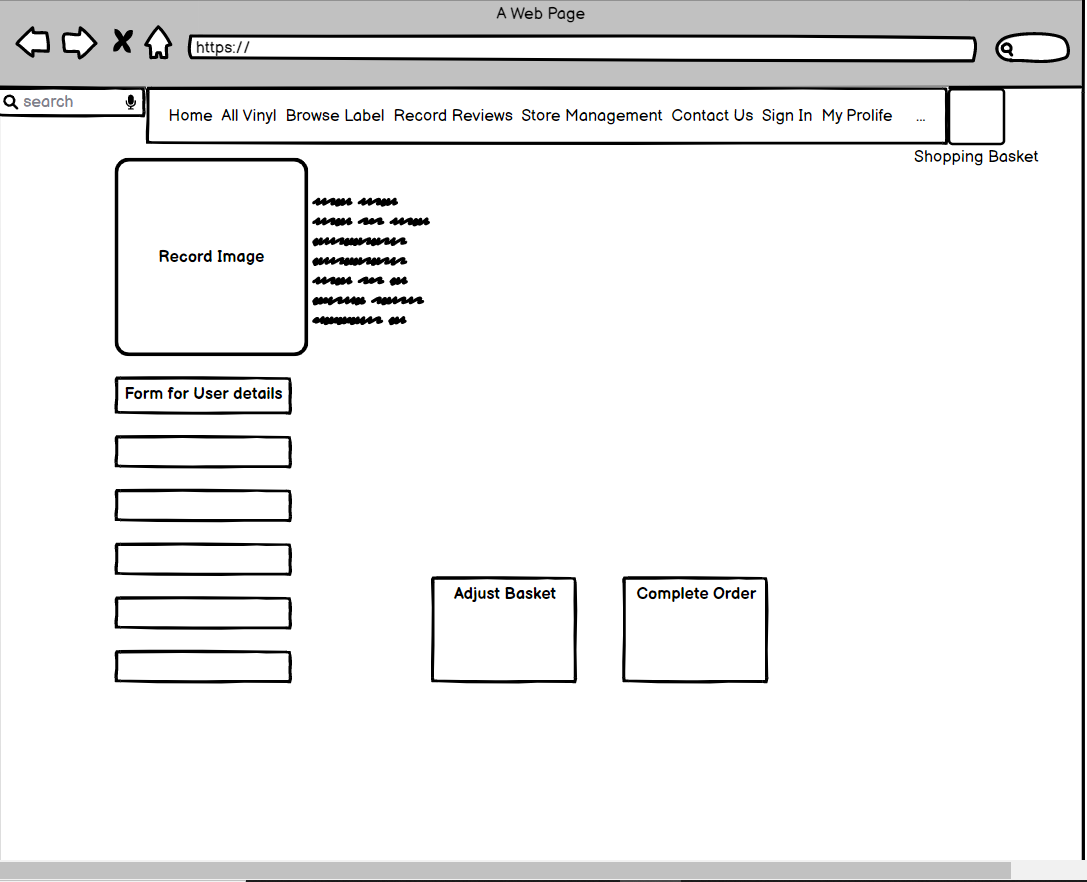 A Web Page
https://
search
Home All Vinyl Browse Label Record Reviews Store Management Contact Us Sign In My Prolife ...
Shopping Basket
Record Image
Form for User details
Adjust Basket
Complete Order